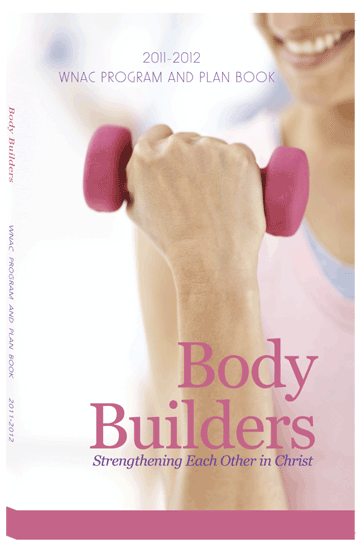 2011-2012
WNAC PROGRAM AND PLAN BOOK
Body
Builders
Strengthening Each Other in Christ
Body Builders WNAC PROGRAM AND PLAN BOOK 2011-2012